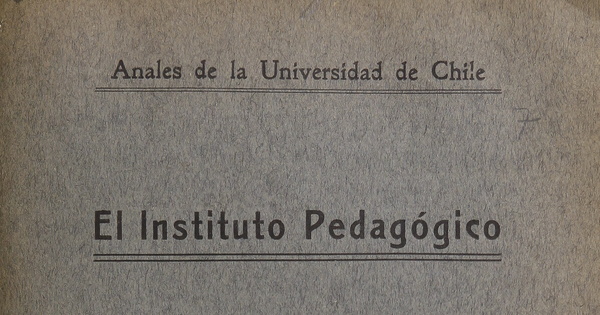 Anales de la Universidad de Chile
El Instituto Pedagógico